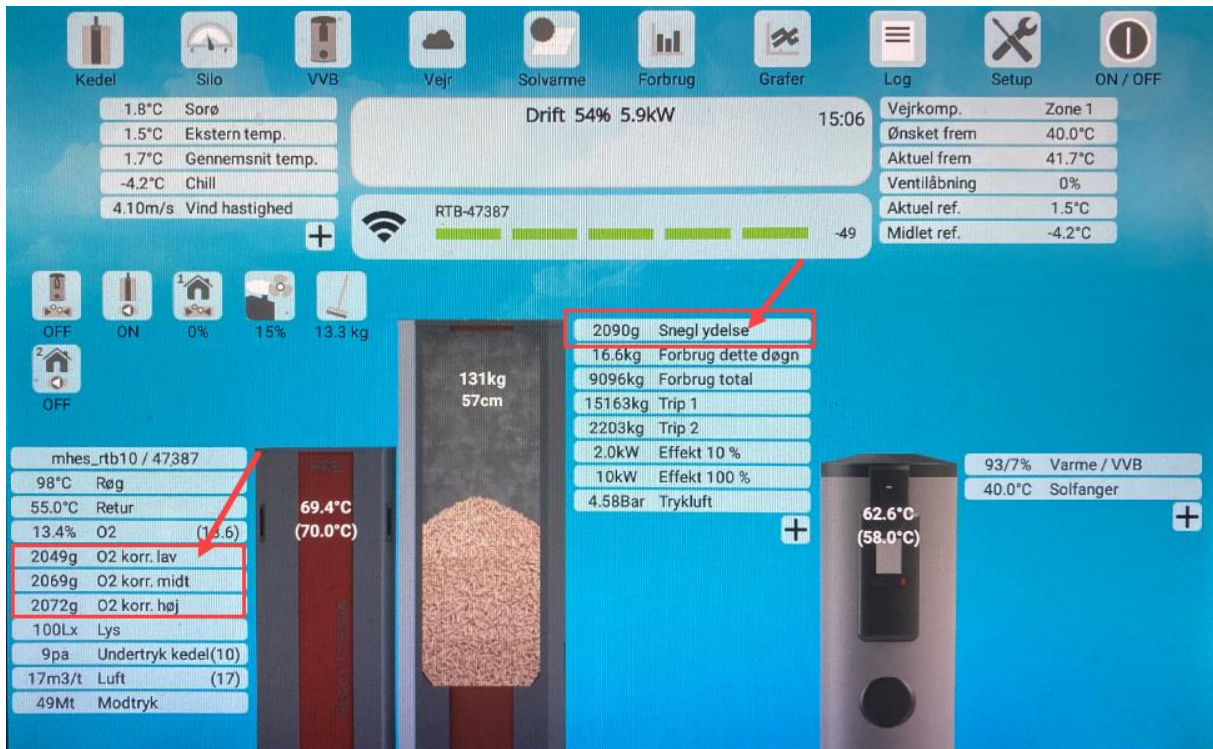 Kedel
Silo
VVB
Vejr
Solvarme
Forbrug
Grafer
Log
Setup
ON / OFF
1.8°C Sorø
1.5°C Ekstern temp.
1.7°C Gennemsnit temp.
-4.2°C Chill
4.10m/s Vind hastighed
Drift 54% 5.9kW
15:06
RTB-47387
-49
Vejrkomp. Zone 1
Ønsket frem 40.0°C
Aktuel frem 41.7°C
Ventilåbning 0%
Aktuel ref. 1.5°C
Midlet ref. -4.2°C
OFF
ON
1
0%
15%
13.3 kg
2
OFF
131kg
57cm
2090g Snegl ydelse
16.6kg Forbrug dette døgn
9096kg Forbrug total
15163kg Trip 1
2203kg Trip 2
2.0kW Effekt 10 %
10kW Effekt 100 %
4.58Bar Trykluft
mhes_rtb10 / 47387
98°C Røg
55.0°C Retur
13.4% O2
2049g O2 korr. lav
2069g O2 korr. midt
2072g O2 korr. høj
100Lx Lys
9pa Undertryk kedel(10)
17m3/t Luft (17)
49Mt Modtryk
69.4°C
(70.0°C)
62.6°C
(58.0°C)
93/7% Varme / VVB
40.0°C Solfanger